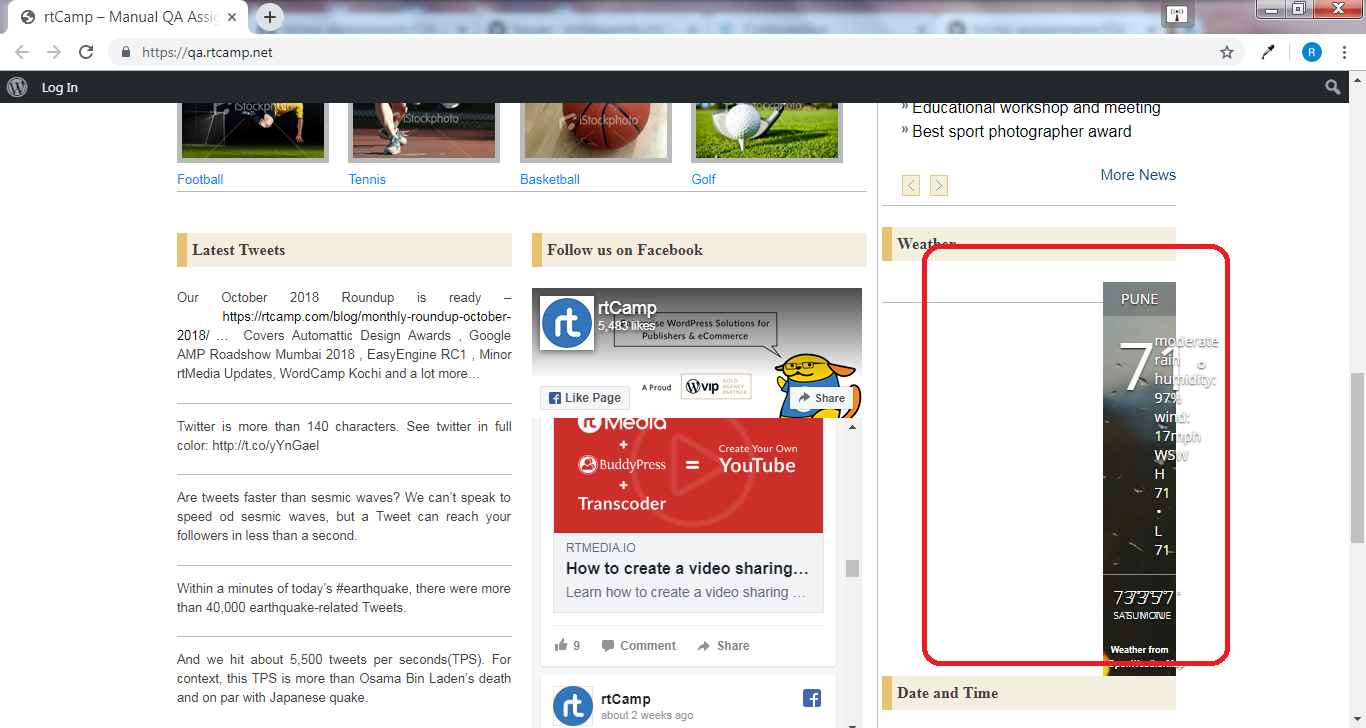 rtCamp – Manual QA Assig
https://qa.rtcamp.net
R
Log In
iStockphoto
iStockphoto
iStockphoto
iStockphoto
Football
Tennis
Basketball
Golf
» Educational workshop and meeting
» Best sport photographer award
More News
Latest Tweets
Our October 2018 Roundup is ready –
https://rtcamp.com/blog/monthly-roundup-october-
2018/ … Covers Automattic Design Awards , Google
AMP Roadshow Mumbai 2018 , EasyEngine RC1 , Minor
rtMedia Updates, WordCamp Kochi and a lot more…
Twitter is more than 140 characters. See twitter in full
color: http://t.co/yYnGael
Are tweets faster than sesmic waves? We can't speak to
speed od sesmic waves, but a Tweet can reach your
followers in less than a second.
Within a minutes of today's #earthquake, there were more
than 40,000 earthquake-related Tweets.
And we hit about 5,500 tweets per seconds(TPS). For
context, this TPS is more than Osama Bin Laden's death
and on par with Japanese quake.
Follow us on Facebook
rt
rtCamp
5,483 likes
WordPress Solutions for
Publishers & eCommerce
A Proud
vip
GOLD
AGENCY
PARTNER
Like Page
Share
rtMedia
+
BuddyPress
+
Transcoder
=
Create Your Own
YouTube
RTMEDIA.IO
How to create a video sharing…
Learn how to create a video sharing …
9
Comment
Share
rt
rtCamp
about 2 weeks ago
Weather
PUNE
71°
moderate
rain
humidity:
97%
wind:
17mph
WSW
H
71
•
L
71
SAT SUN MON TUE
Weather from
Date and Time